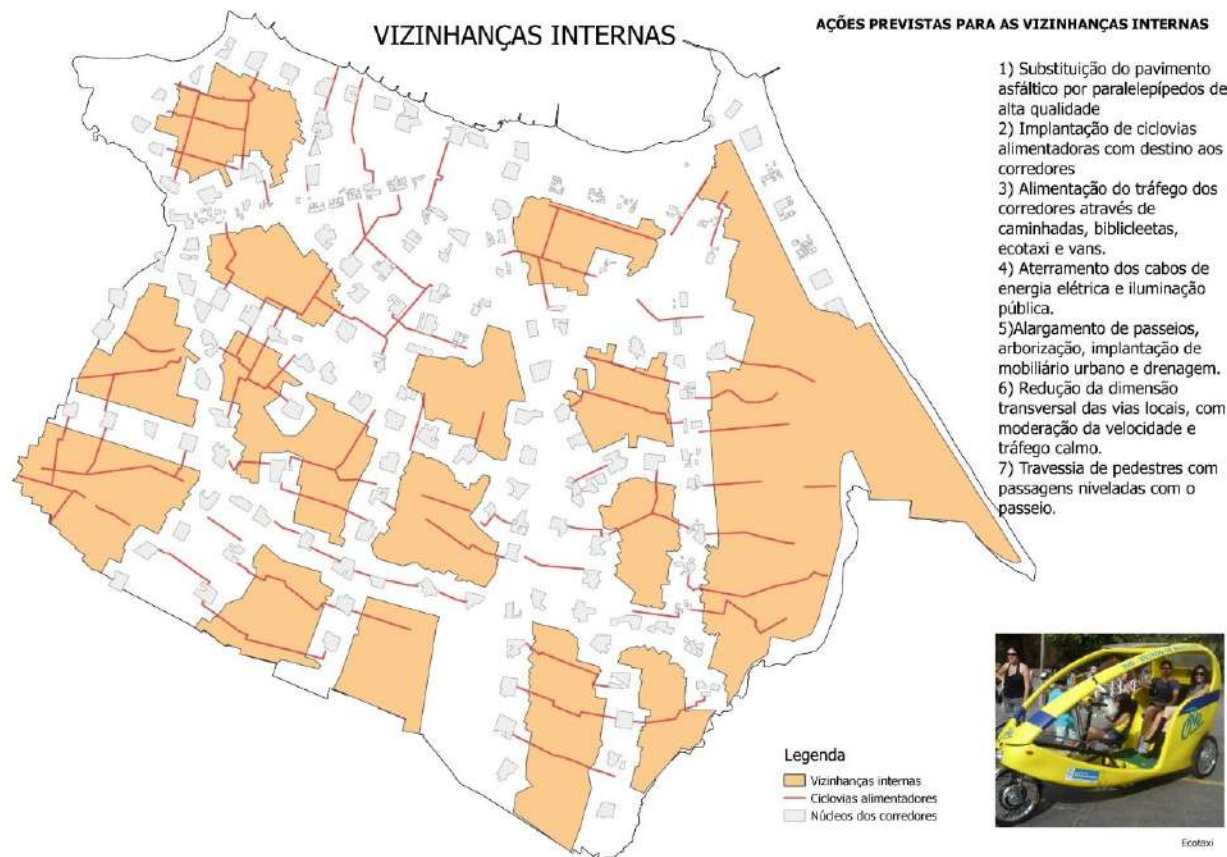 VIZINHANÇAS INTERNAS
AÇÕES PREVISTAS PARA AS VIZINHANÇAS INTERNAS
1) Substituição do pavimento
asfáltico por paralelepípedos de
alta qualidade
2) Implantação de ciclovias
alimentadoras com destino aos
corredores
3) Alimentação do tráfego dos
corredores através de
caminhadas, biblicleetas,
ecotaxi e vans.
4) Aterramento dos cabos de
energia elétrica e iluminação
pública.
5)Alargamento de passeios,
arborização, implantação de
mobiliário urbano e drenagem.
6) Redução da dimensão
transversal das vias locais, com
moderação da velocidade e
tráfego calmo.
7) Travessia de pedestres com
passagens niveladas com o
passeio.
Legenda
Vizinhanças internas
Ciclovias alimentadores
Núcleos dos corredores
Ecotaxi